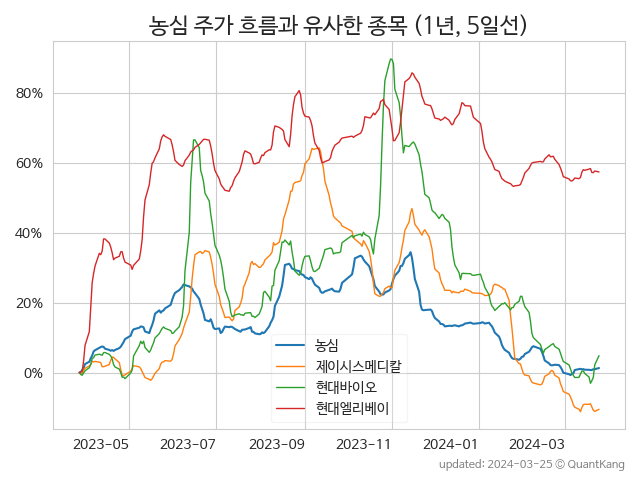 농심 주가 흐름과 유사한 종목 (1년, 5일선)
80%
60%
40%
20%
0%
농심
제이시스메디칼
현대바이오
현대엘리베이
2023-05 2023-07 2023-09 2023-11 2024-01 2024-03
updated: 2024-03-25 © QuantKang